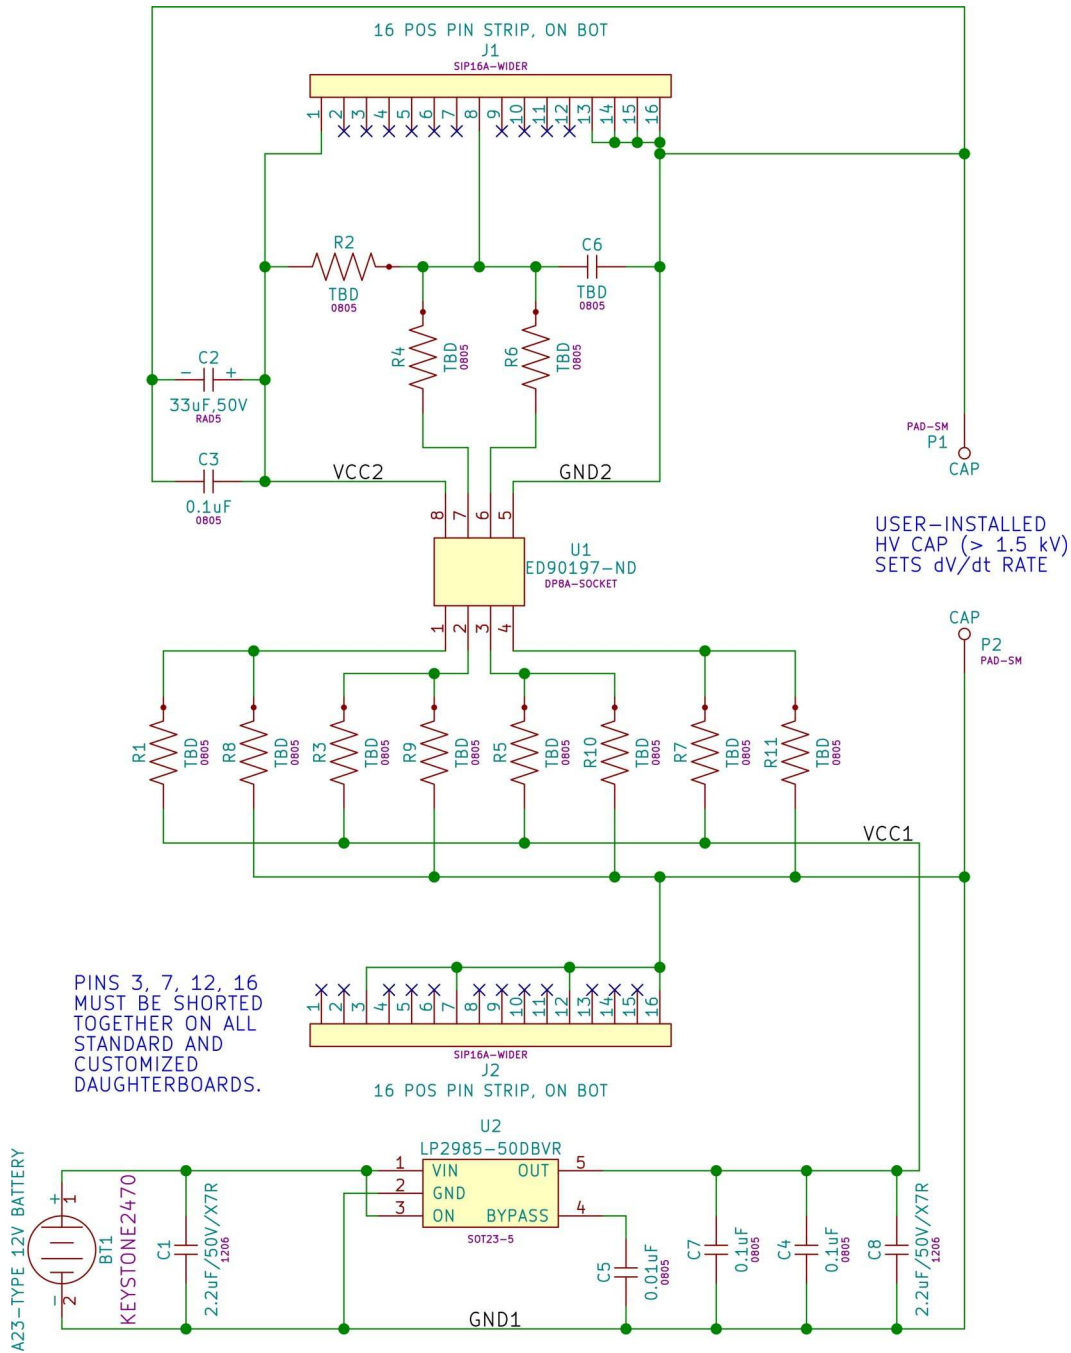 16 POS PIN STRIP, ON BOT
J1
SIP16A-WIDER
1 2 3 4 5 6 7 8 9 10 11 12 13 14 15 16
R2
TBD
0805
C6
TBD
0805
R4
TBD
0805
R6
TBD
0805
C2
- +
33uF,50V
RAD5
C3
0.1uF
0805
VCC2
GND2
PAD-SM
P1
CAP
USER-INSTALLED
HV CAP (> 1.5 kV)
SETS dV/dt RATE
8 7 6 5
U1
ED90197-ND
DP8A-SOCKET
1 2 3 4
CAP
P2
PAD-SM
R1
TBD
0805
R8
TBD
0805
R3
TBD
0805
R9
TBD
0805
R5
TBD
0805
R10
TBD
0805
R7
TBD
0805
R11
TBD
0805
VCC1
PINS 3, 7, 12, 16
MUST BE SHORTED
TOGETHER ON ALL
STANDARD AND
CUSTOMIZED
DAUGHTERBOARDS.
1 2 3 4 5 6 7 8 9 10 11 12 13 14 15 16
SIP16A-WIDER
J2
16 POS PIN STRIP, ON BOT
U2
LP2985-50DBVR
1 VIN OUT 5
2 GND
3 ON BYPASS 4
SOT23-5
A23-TYPE 12V BATTERY
+ 1
- 2
BT1
KEYSTONE2470
C1
2.2uF/50V/X7R
1206
C5
0.01uF
0805
C7
0.1uF
0805
C4
0.1uF
0805
C8
2.2uF/50V/X7R
1206
GND1